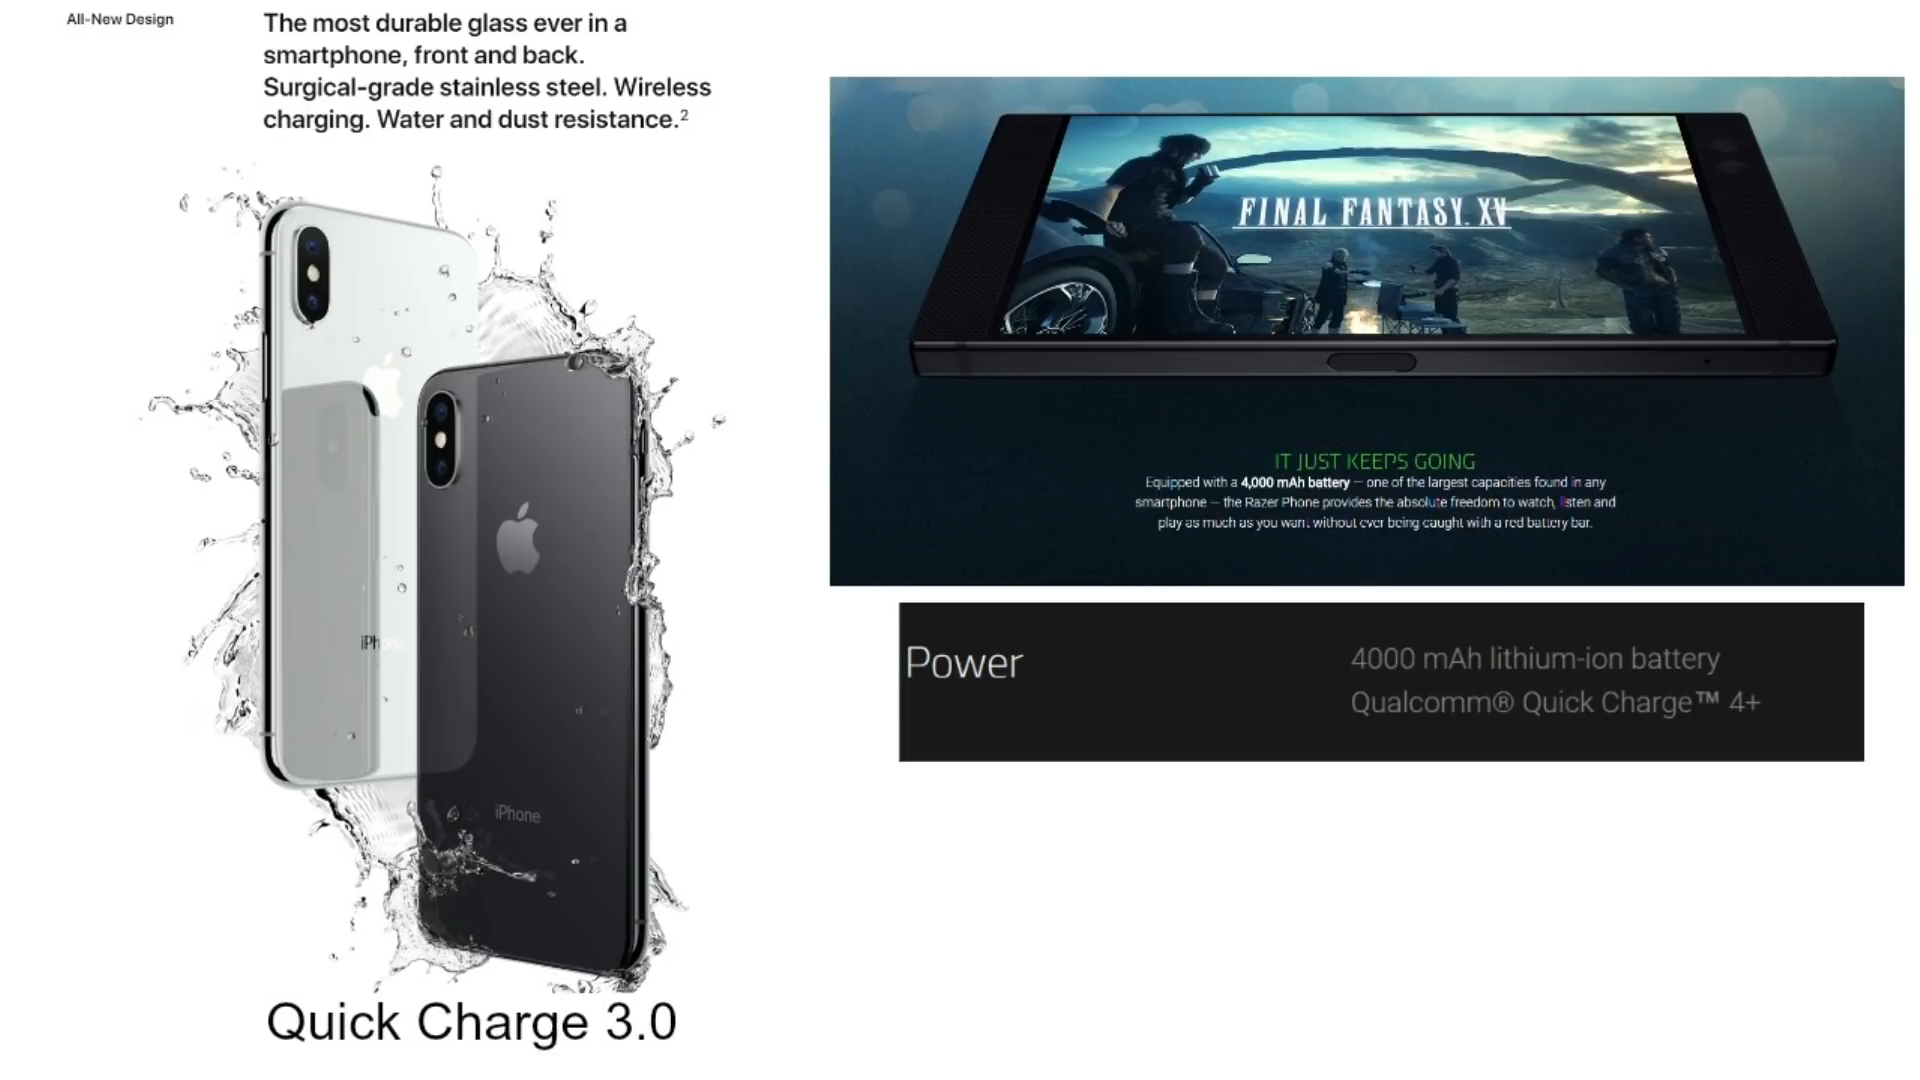 All-New Design
The most durable glass ever in a
smartphone, front and back.
Surgical-grade stainless steel. Wireless
charging. Water and dust resistance.2
iPhone
iPhone
Quick Charge 3.0
FINAL FANTASY XV
IT JUST KEEPS GOING
Equipped with a 4,000 mAh battery — one of the largest capacities found in any
smartphone — the Razer Phone provides the absolute freedom to watch, listen and
play as much as you want without ever being caught with a red battery bar.
Power
4000 mAh lithium-ion battery
Qualcomm® Quick Charge™ 4+